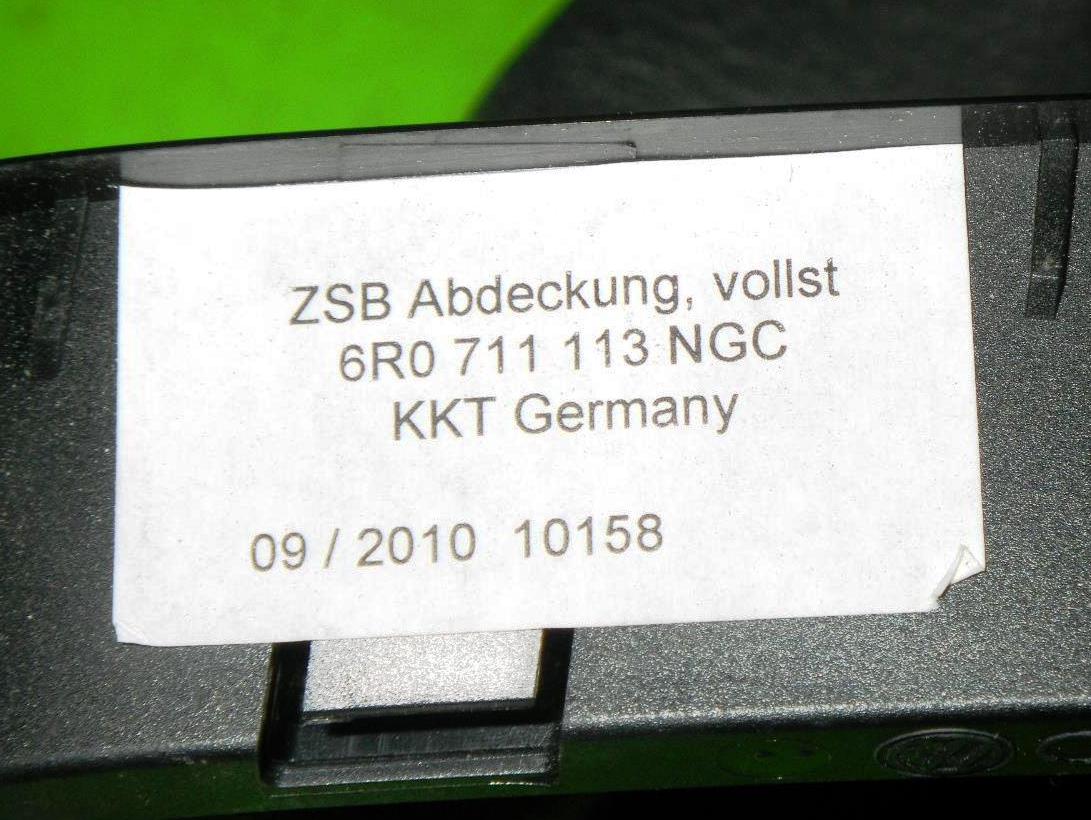 ZSB Abdeckung, vollst
6R0 711 113 NGC
KKT Germany
09 / 2010 10158